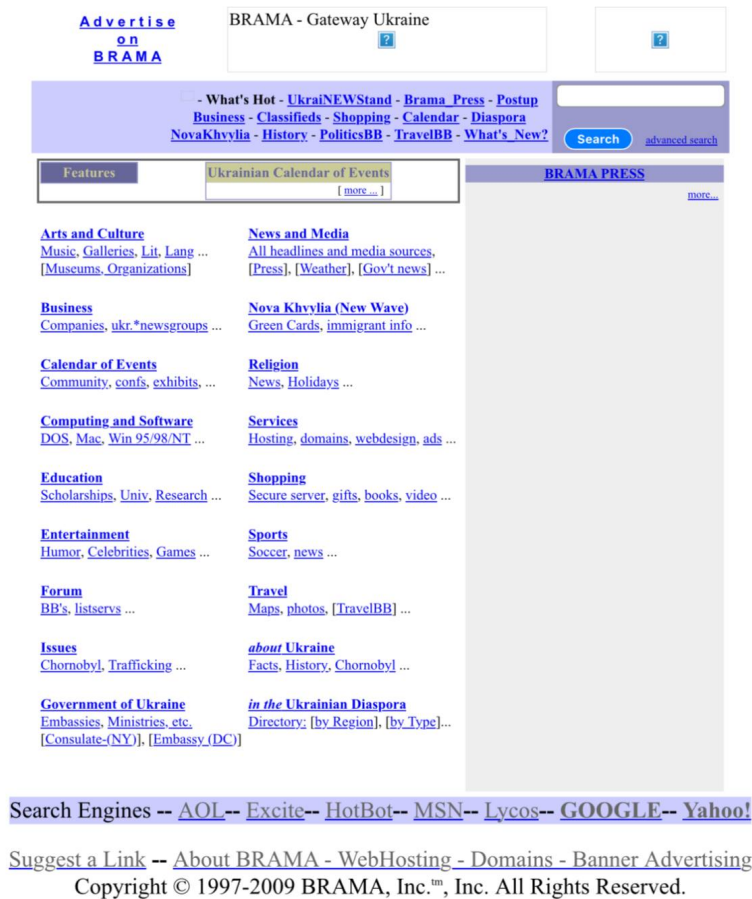 Advertise
on
BRAMA
BRAMA - Gateway Ukraine
- What's Hot - UkraiNEWStand - Brama_Press - Postup
Business - Classifieds - Shopping - Calendar - Diaspora
NovaKhvylia - History - PoliticsBB - TravelBB - What's_New?
Search
advanced search
Features
Ukrainian Calendar of Events
[ more ... ]
BRAMA PRESS
more...
Arts and Culture
Music, Galleries, Lit, Lang ...
[Museums, Organizations]
News and Media
All headlines and media sources,
[Press], [Weather], [Gov't news] ...
Business
Companies, ukr.*newsgroups ...
Nova Khvylia (New Wave)
Green Cards, immigrant info ...
Calendar of Events
Community, confs, exhibits, ...
Religion
News, Holidays ...
Computing and Software
DOS, Mac, Win 95/98/NT ...
Services
Hosting, domains, webdesign, ads ...
Education
Scholarships, Univ, Research ...
Shopping
Secure server, gifts, books, video ...
Entertainment
Humor, Celebrities, Games ...
Sports
Soccer, news ...
Forum
BB's, listservs ...
Travel
Maps, photos, [TravelBB] ...
Issues
Chornobyl, Trafficking ...
about Ukraine
Facts, History, Chornobyl ...
Government of Ukraine
Embassies, Ministries, etc.
[Consulate-(NY)], [Embassy (DC)]
in the Ukrainian Diaspora
Directory: [by Region], [by Type]...
Search Engines -- AOL-- Excite-- HotBot-- MSN-- Lycos-- GOOGLE-- Yahoo!
Suggest a Link -- About BRAMA - WebHosting - Domains - Banner Advertising
Copyright © 1997-2009 BRAMA, Inc.™, Inc. All Rights Reserved.